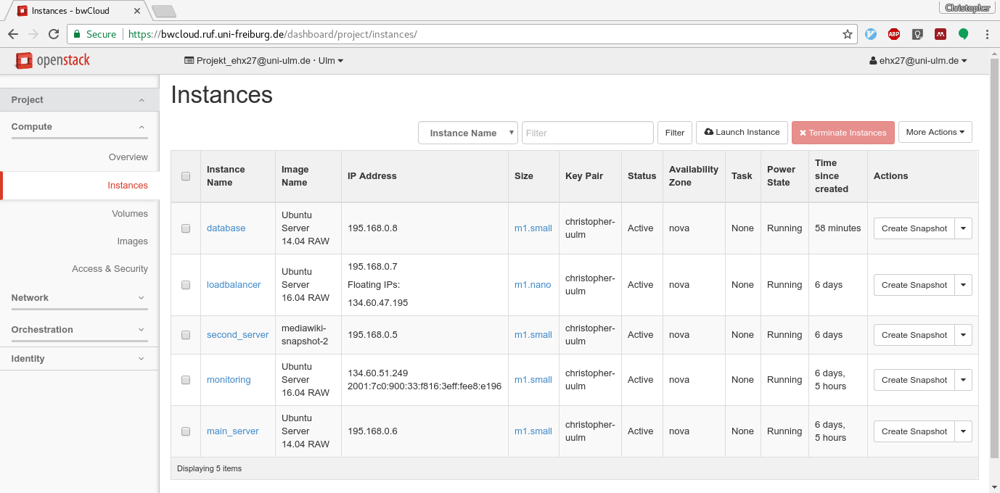 Instances - bwCloud
Christopher
Secure https://bwcloud.ruf.uni-freiburg.de/dashboard/project/instances/
ABP
openstack
Projekt_ehx27@uni-ulm.de · Ulm
ehx27@uni-ulm.de
Project
Compute
Overview
Instances
Volumes
Images
Access & Security
Network
Orchestration
Identity
Instances
Instance Name
Filter
Filter
Launch Instance
Terminate Instances
More Actions
Instance Name
Image Name
IP Address
Size
Key Pair
Status
Availability Zone
Task
Power State
Time since created
Actions
database
Ubuntu Server 14.04 RAW
195.168.0.8
m1.small
christopher-uulm
Active
nova
None
Running
58 minutes
Create Snapshot
loadbalancer
Ubuntu Server 16.04 RAW
195.168.0.7
Floating IPs:
134.60.47.195
m1.nano
christopher-uulm
Active
nova
None
Running
6 days
Create Snapshot
second_server
mediawiki-snapshot-2
195.168.0.5
m1.small
christopher-uulm
Active
nova
None
Running
6 days
Create Snapshot
monitoring
Ubuntu Server 16.04 RAW
134.60.51.249
2001:7c0:900:33:f816:3eff:fee8:e196
m1.small
christopher-uulm
Active
nova
None
Running
6 days, 5 hours
Create Snapshot
main_server
Ubuntu Server 14.04 RAW
195.168.0.6
m1.small
christopher-uulm
Active
nova
None
Running
6 days, 5 hours
Create Snapshot
Displaying 5 items